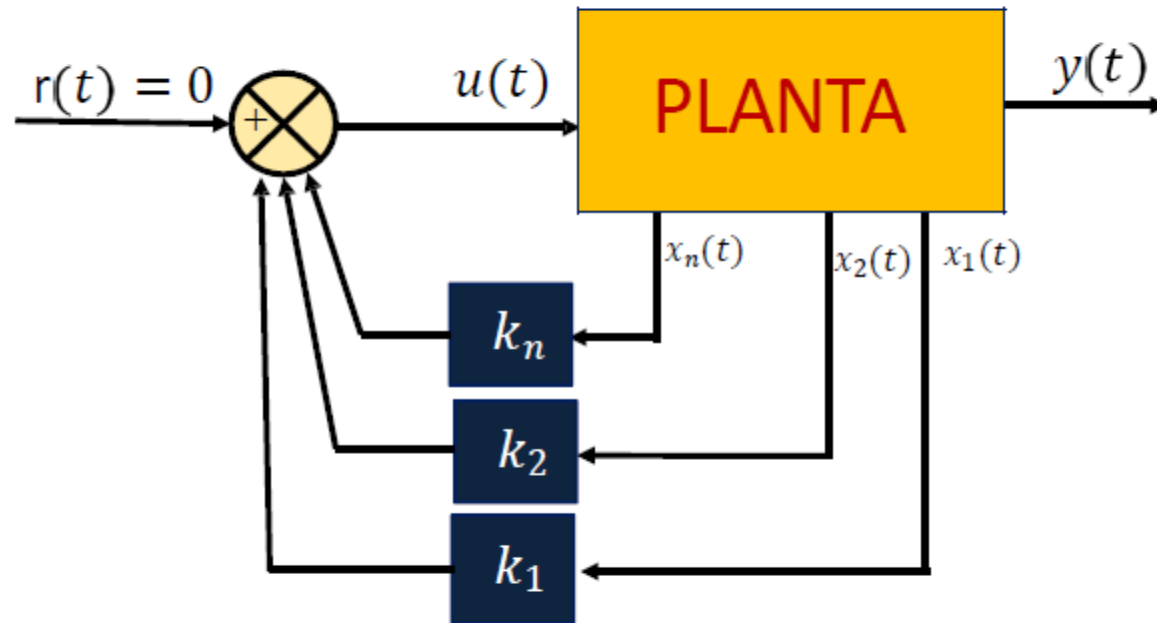 r(t) = 0
+
u(t)
PLANTA
y(t)
xₙ(t)
x₂(t)
x₁(t)
kₙ
k₂
k₁